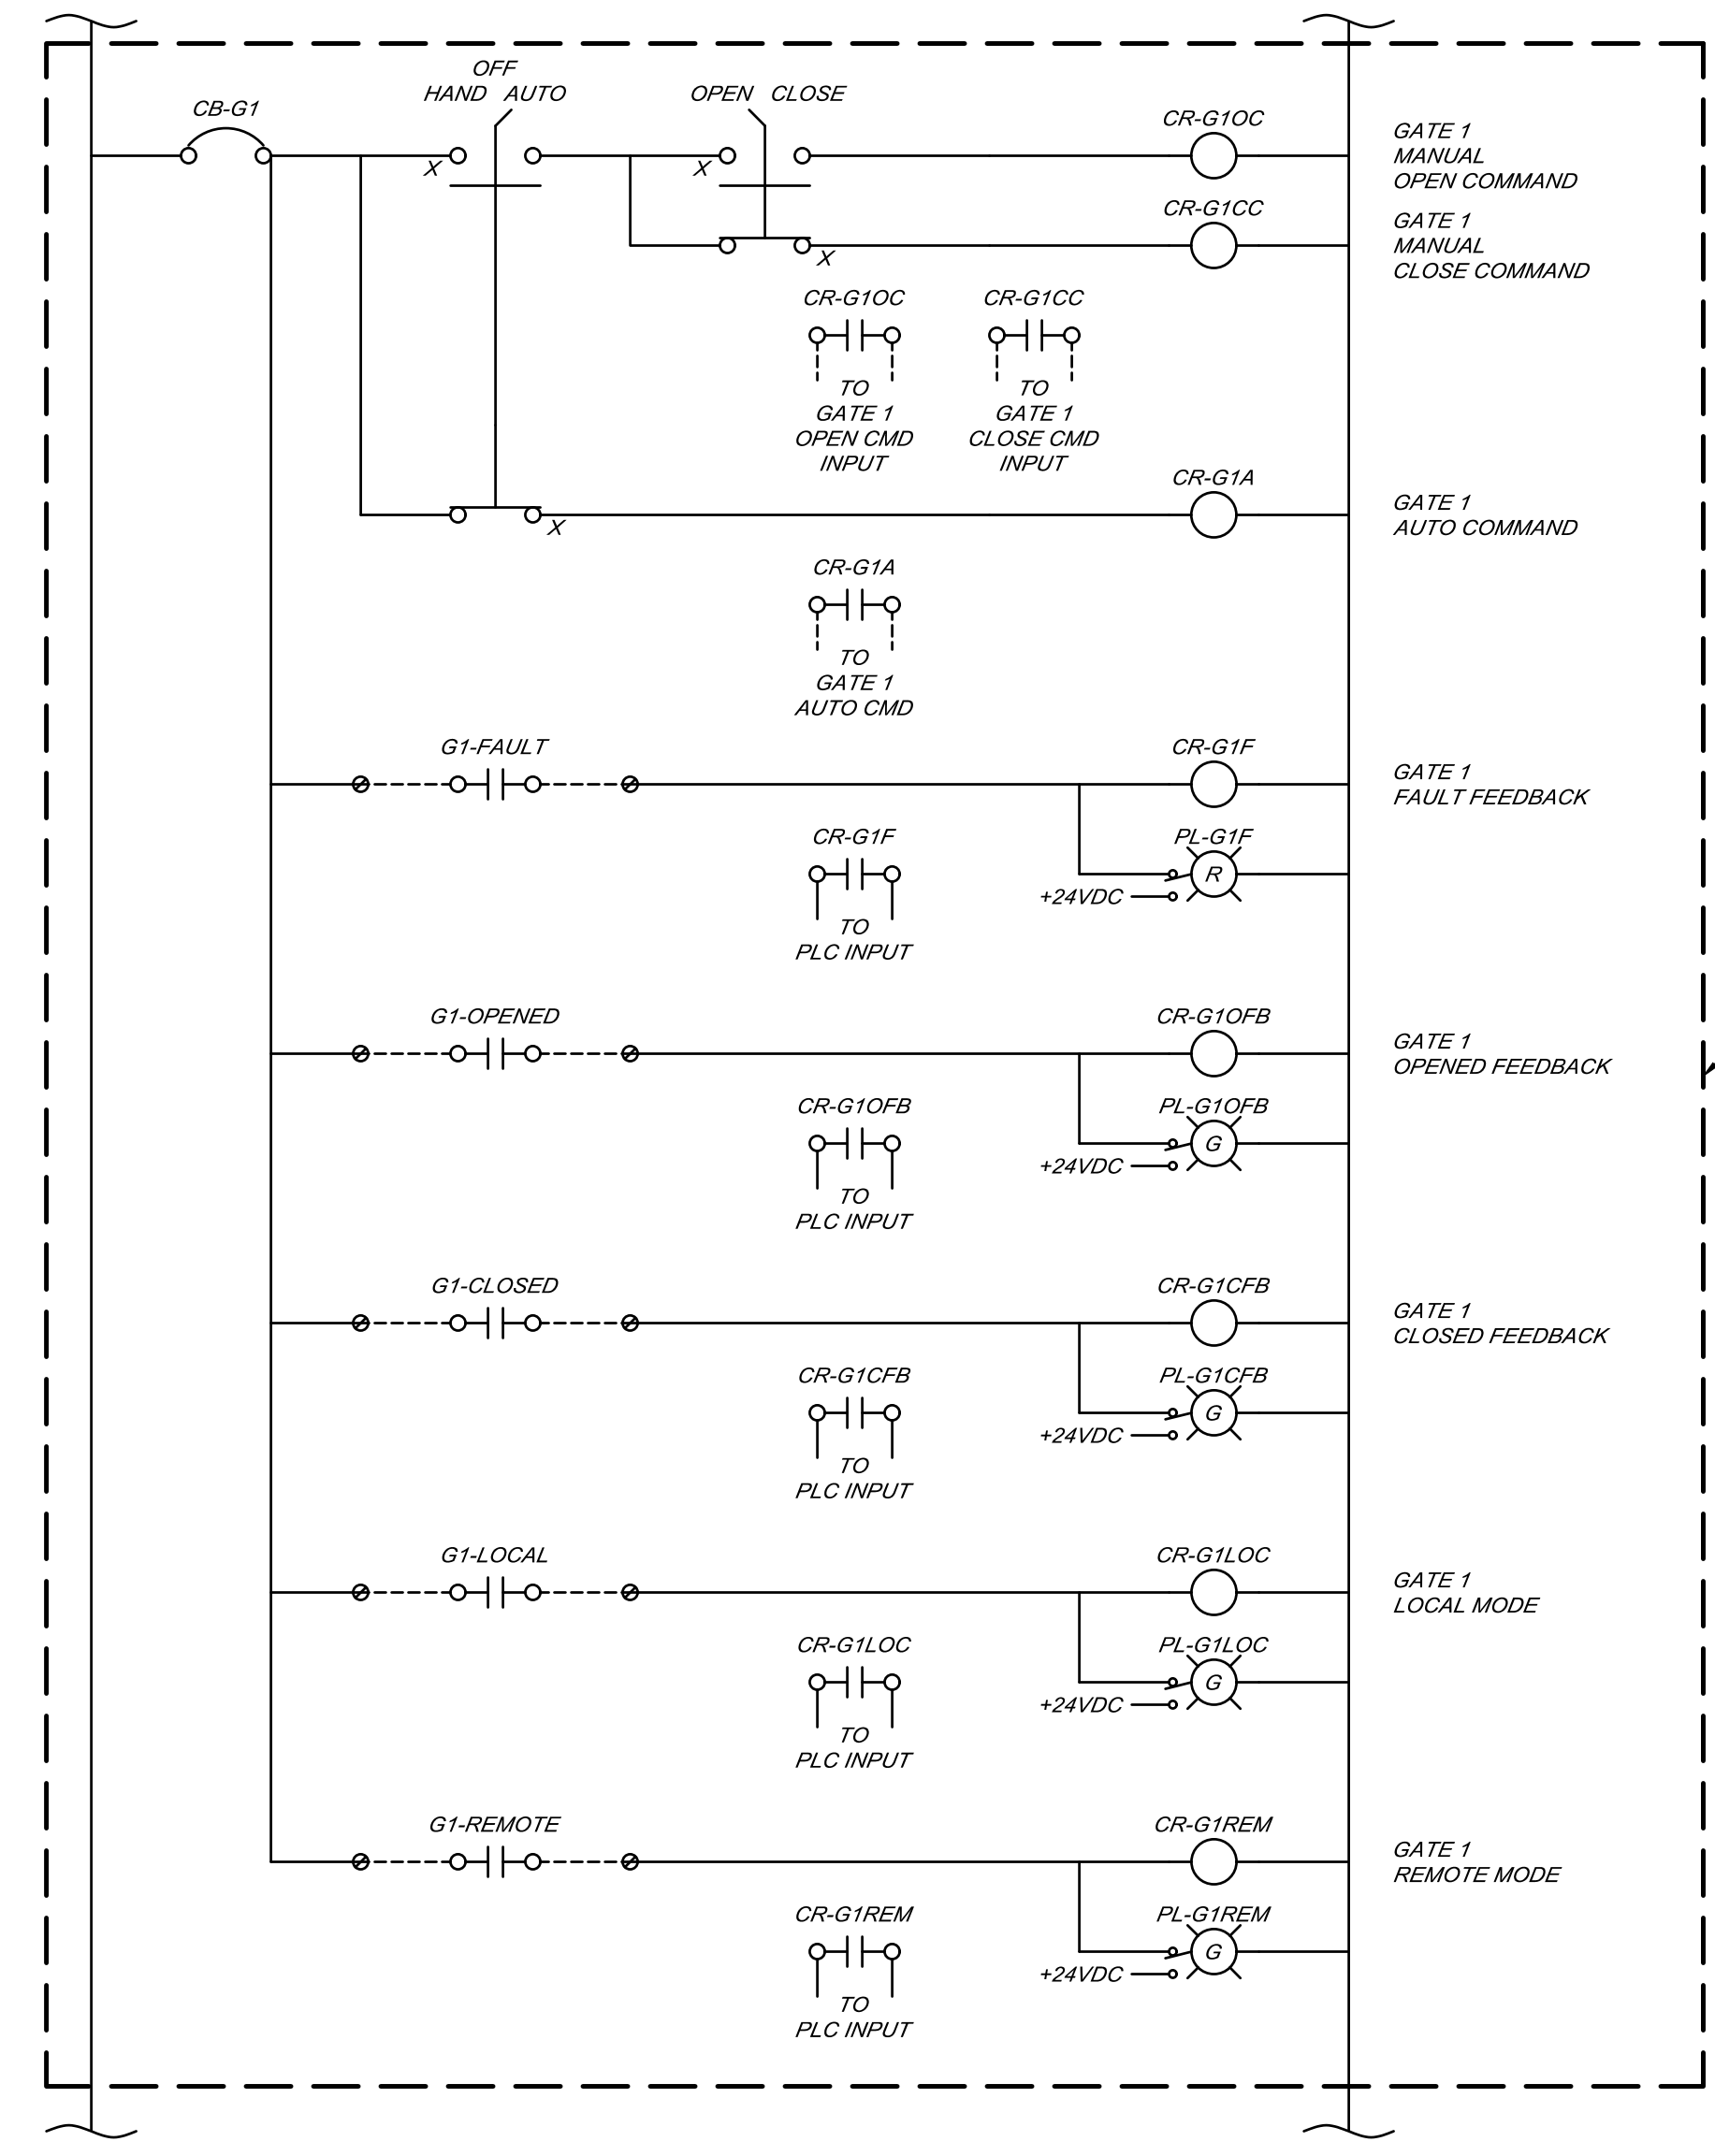 OFF
HAND AUTO
OPEN CLOSE
CB-G1
CR-G1OC
GATE 1
MANUAL
OPEN COMMAND
X
X
CR-G1CC
GATE 1
MANUAL
CLOSE COMMAND
X
CR-G1OC
TO
GATE 1
OPEN CMD
INPUT
CR-G1CC
TO
GATE 1
CLOSE CMD
INPUT
CR-G1A
GATE 1
AUTO COMMAND
X
CR-G1A
TO
GATE 1
AUTO CMD
G1-FAULT
CR-G1F
GATE 1
FAULT FEEDBACK
CR-G1F
TO
PLC INPUT
PL-G1F
R
+24VDC
G1-OPENED
CR-G1OFB
GATE 1
OPENED FEEDBACK
CR-G1OFB
TO
PLC INPUT
PL-G1OFB
G
+24VDC
G1-CLOSED
CR-G1CFB
GATE 1
CLOSED FEEDBACK
CR-G1CFB
TO
PLC INPUT
PL-G1CFB
G
+24VDC
G1-LOCAL
CR-G1LOC
GATE 1
LOCAL MODE
CR-G1LOC
TO
PLC INPUT
PL-G1LOC
G
+24VDC
G1-REMOTE
CR-G1REM
GATE 1
REMOTE MODE
CR-G1REM
TO
PLC INPUT
PL-G1REM
G
+24VDC